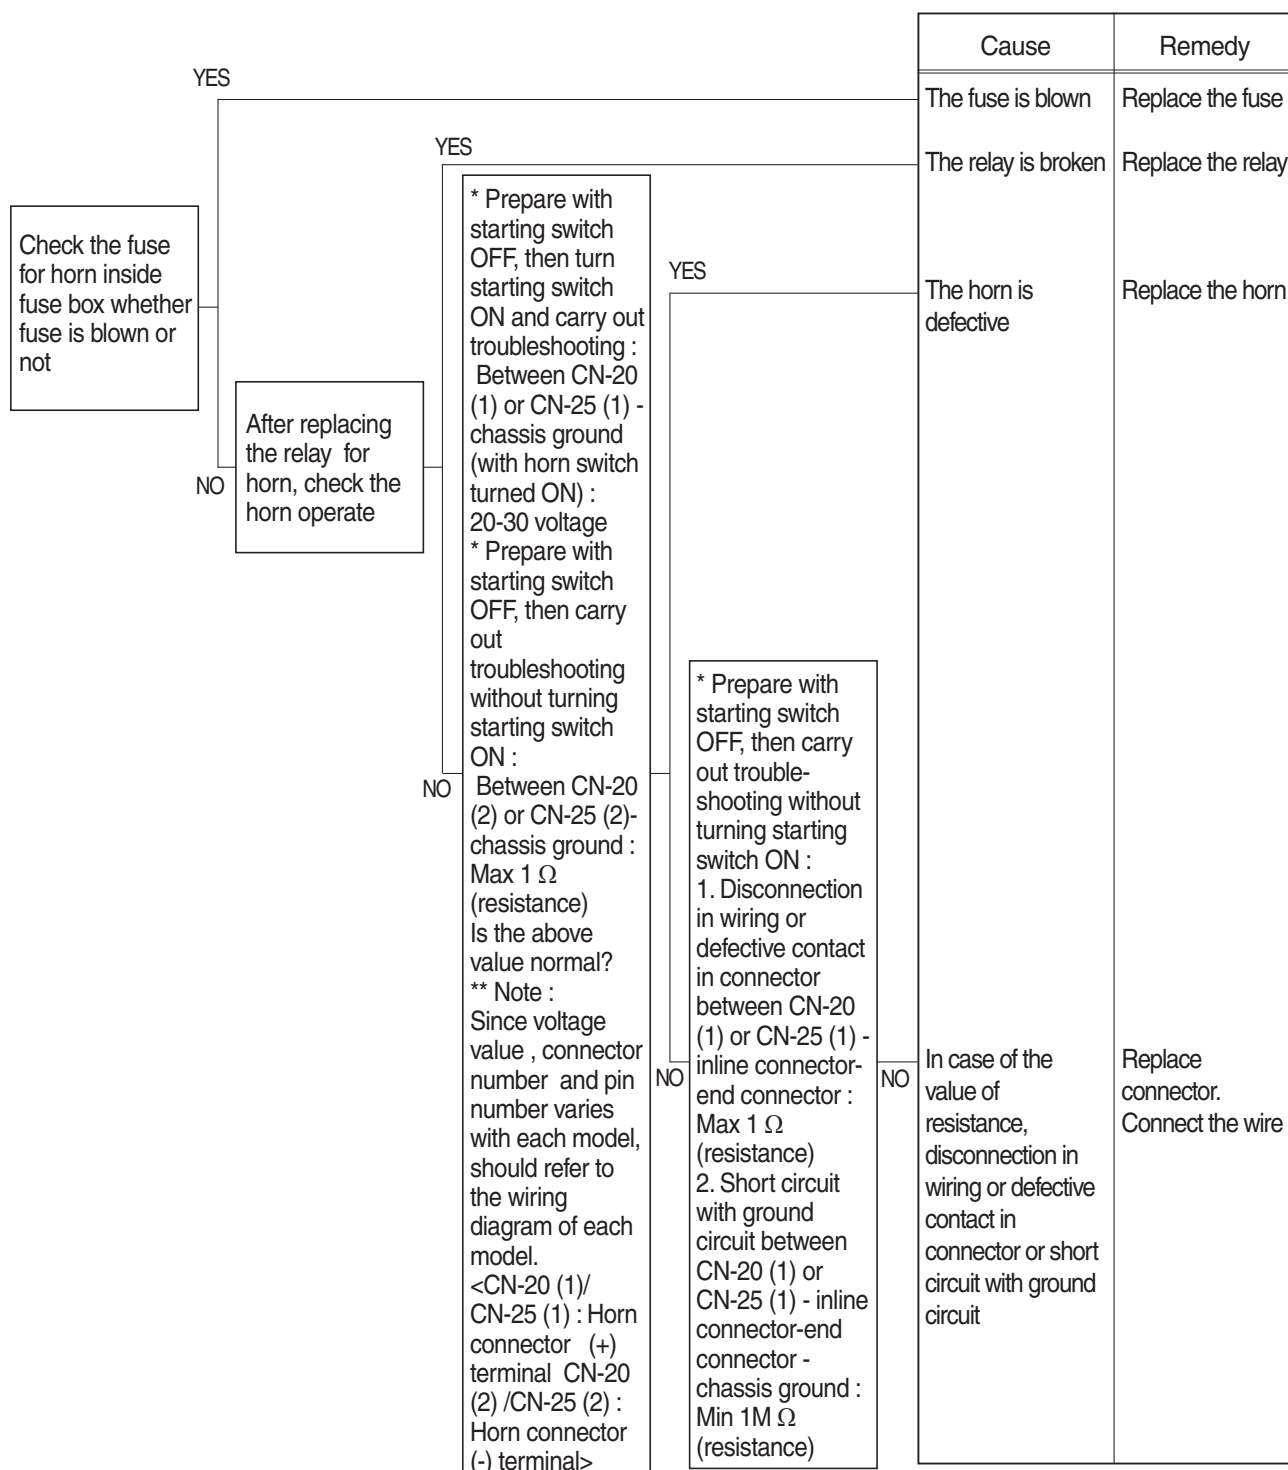 Cause
Remedy
YES
The fuse is blown
Replace the fuse
YES
The relay is broken
Replace the relay
Check the fuse
for horn inside
fuse box whether
fuse is blown or
not
NO
After replacing
the relay for
horn, check the
horn operate
* Prepare with
starting switch
OFF, then turn
starting switch
ON and carry out
troubleshooting :
Between CN-20
(1) or CN-25 (1) -
chassis ground
(with horn switch
turned ON) :
20-30 voltage
* Prepare with
starting switch
OFF, then carry
out
troubleshooting
without turning
starting switch
ON :
Between CN-20
(2) or CN-25 (2)-
chassis ground :
Max 1 Ω
(resistance)
Is the above
value normal?
** Note :
Since voltage
value , connector
number and pin
number varies
with each model,
should refer to
the wiring
diagram of each
model.
<CN-20 (1)/
CN-25 (1) : Horn
connector (+)
terminal CN-20
(2) /CN-25 (2) :
Horn connector
(-) terminal>
NO
YES
The horn is
defective
Replace the horn
NO
* Prepare with
starting switch
OFF, then carry
out trouble-
shooting without
turning starting
switch ON :
1. Disconnection
in wiring or
defective contact
in connector
between CN-20
(1) or CN-25 (1) -
inline connector-
end connector :
Max 1 Ω
(resistance)
2. Short circuit
with ground
circuit between
CN-20 (1) or
CN-25 (1) - inline
connector-end
connector -
chassis ground :
Min 1M Ω
(resistance)
NO
In case of the
value of
resistance,
disconnection in
wiring or defective
contact in
connector or short
circuit with ground
circuit
Replace
connector.
Connect the wire